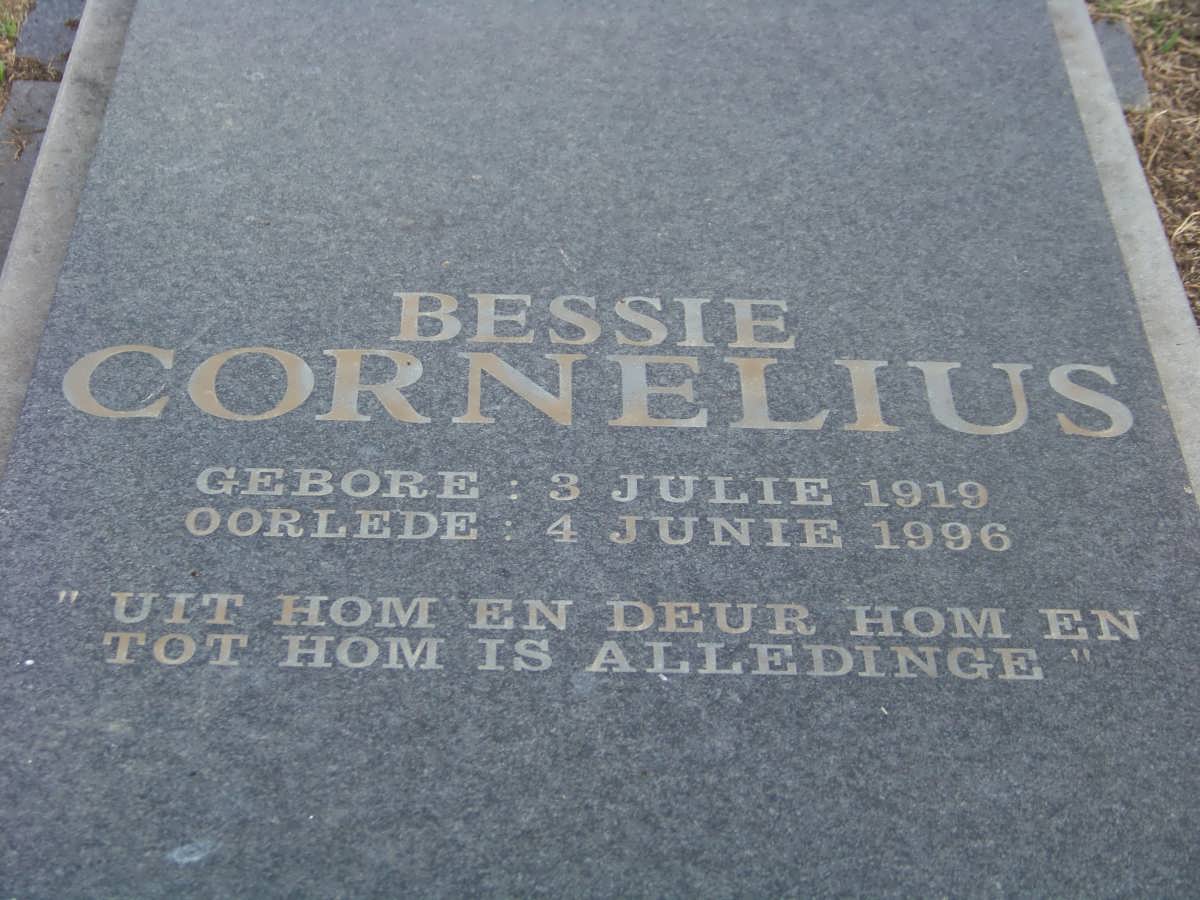 BESSIE
CORNELIUS
GEBORE : 3 JULIE 1919
OORLEDE : 4 JUNIE 1996
" UIT HOM EN DEUR HOM EN
TOT HOM IS ALLEDINGE "